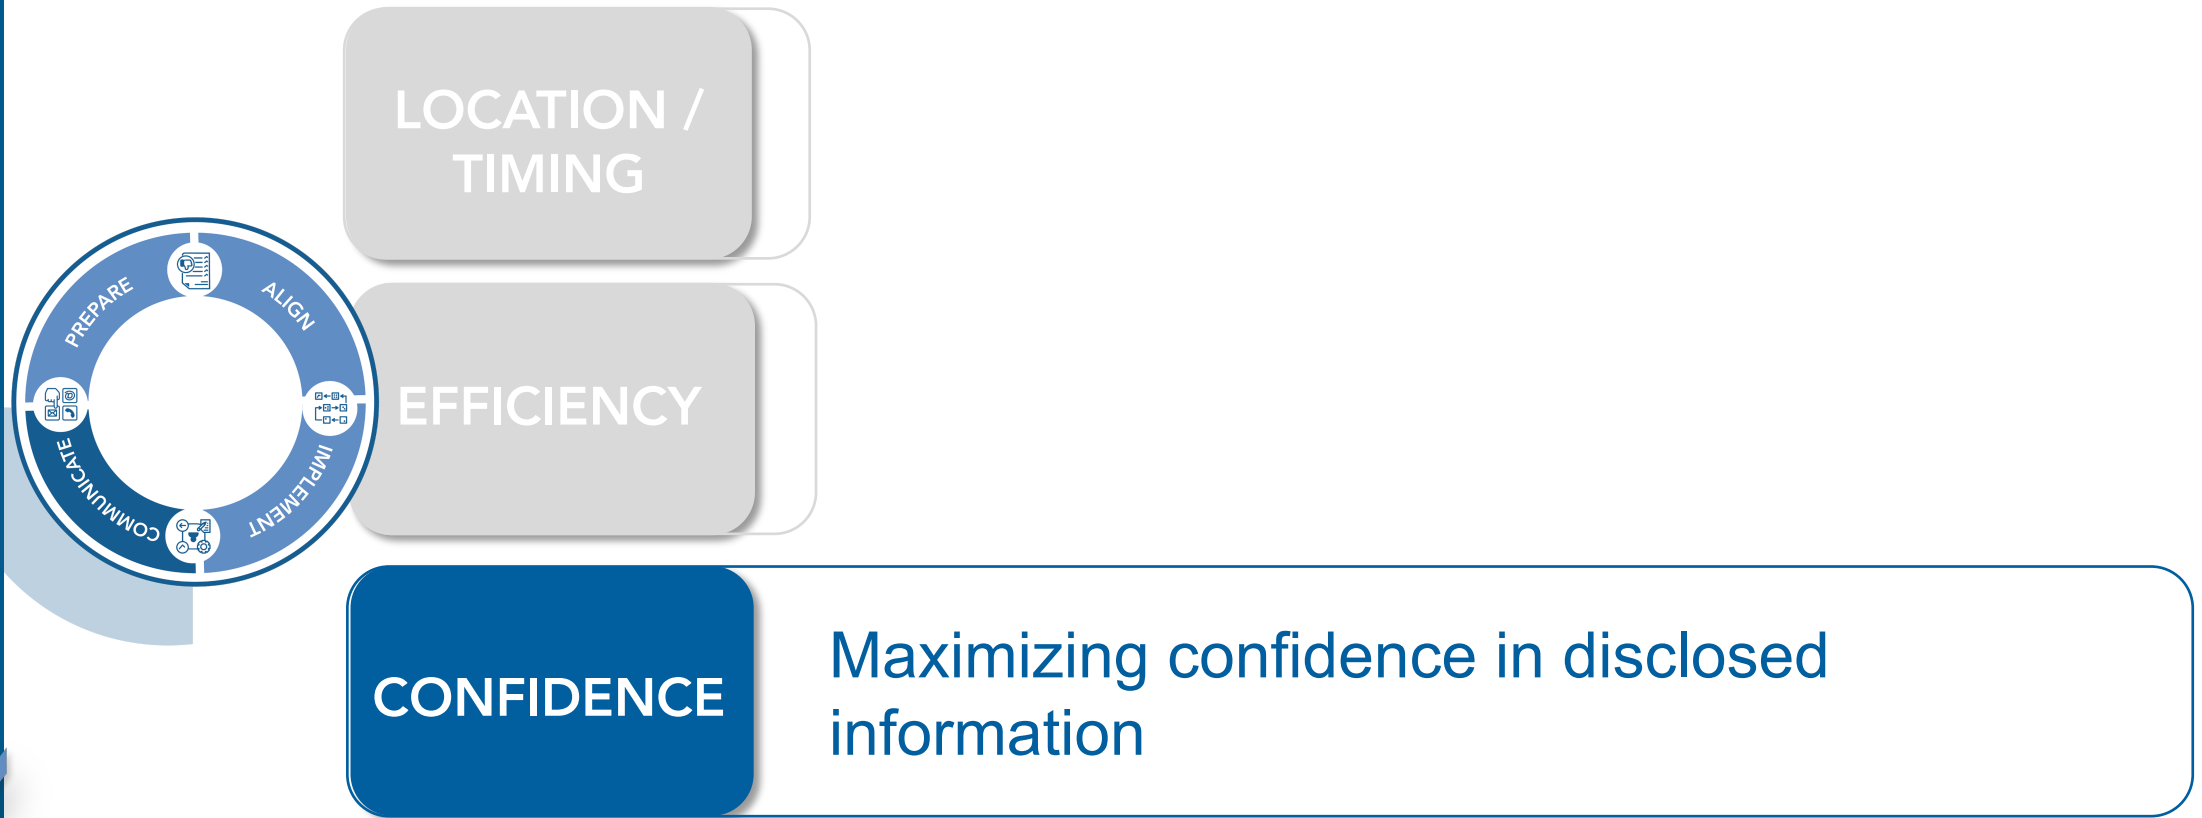 LOCATION /
TIMING
PREPARE
ALIGN
EFFICIENCY
COMMUNICATE
IMPLEMENT
CONFIDENCE
Maximizing confidence in disclosed
information